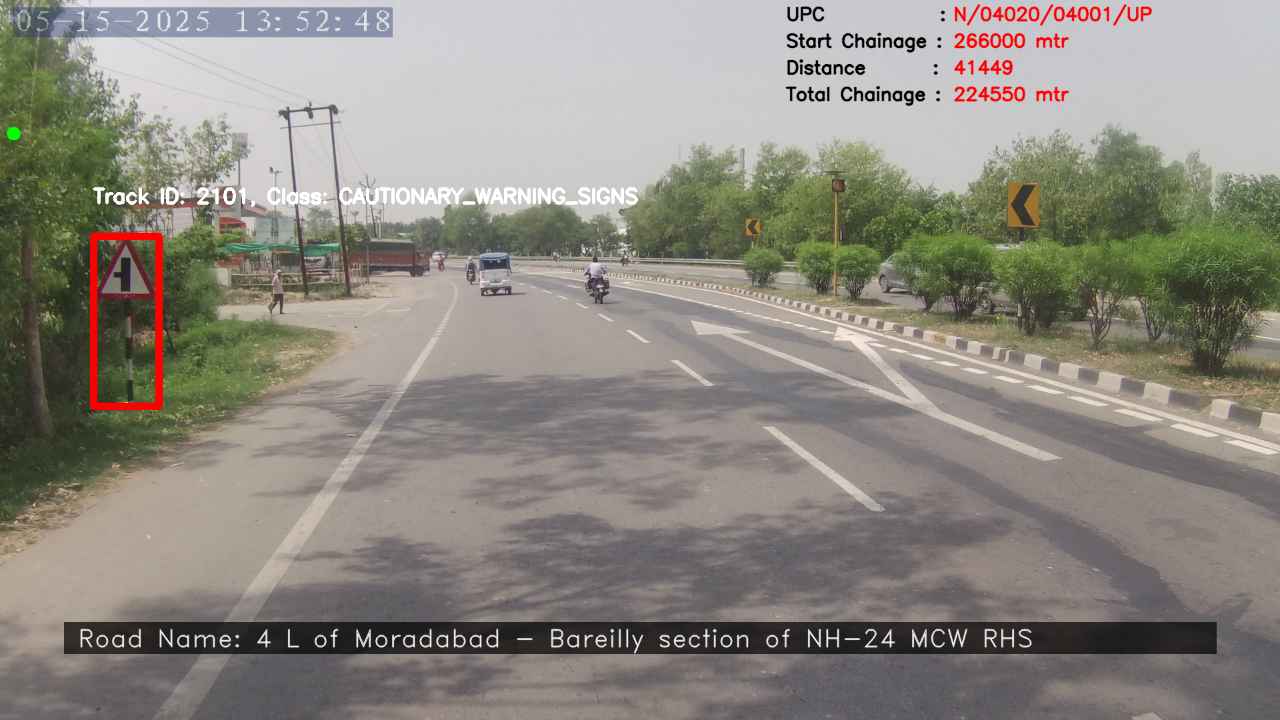 05-15-2025 13:52:48
UPC : N/04020/04001/UP
Start Chainage : 266000 mtr
Distance : 41449
Total Chainage : 224550 mtr
Track ID: 2101, Class: CAUTIONARY_WARNING_SIGNS
Road Name: 4 L of Moradabad - Bareilly section of NH-24 MCW RHS